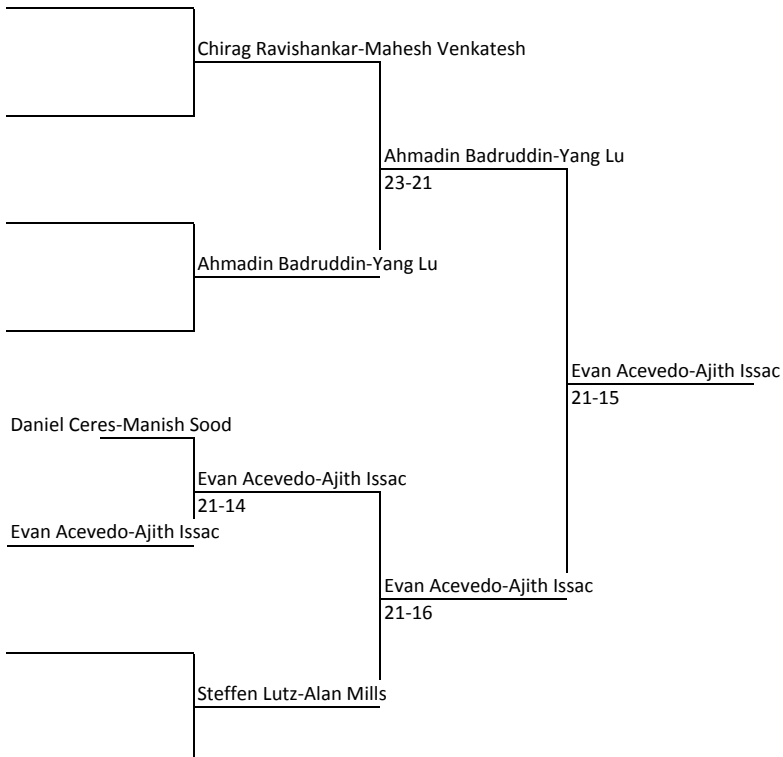 Chirag Ravishankar-Mahesh Venkatesh
Ahmadin Badruddin-Yang Lu
23-21
Ahmadin Badruddin-Yang Lu
Evan Acevedo-Ajith Issac
21-15
Daniel Ceres-Manish Sood
Evan Acevedo-Ajith Issac
21-14
Evan Acevedo-Ajith Issac
Evan Acevedo-Ajith Issac
21-16
Steffen Lutz-Alan Mills